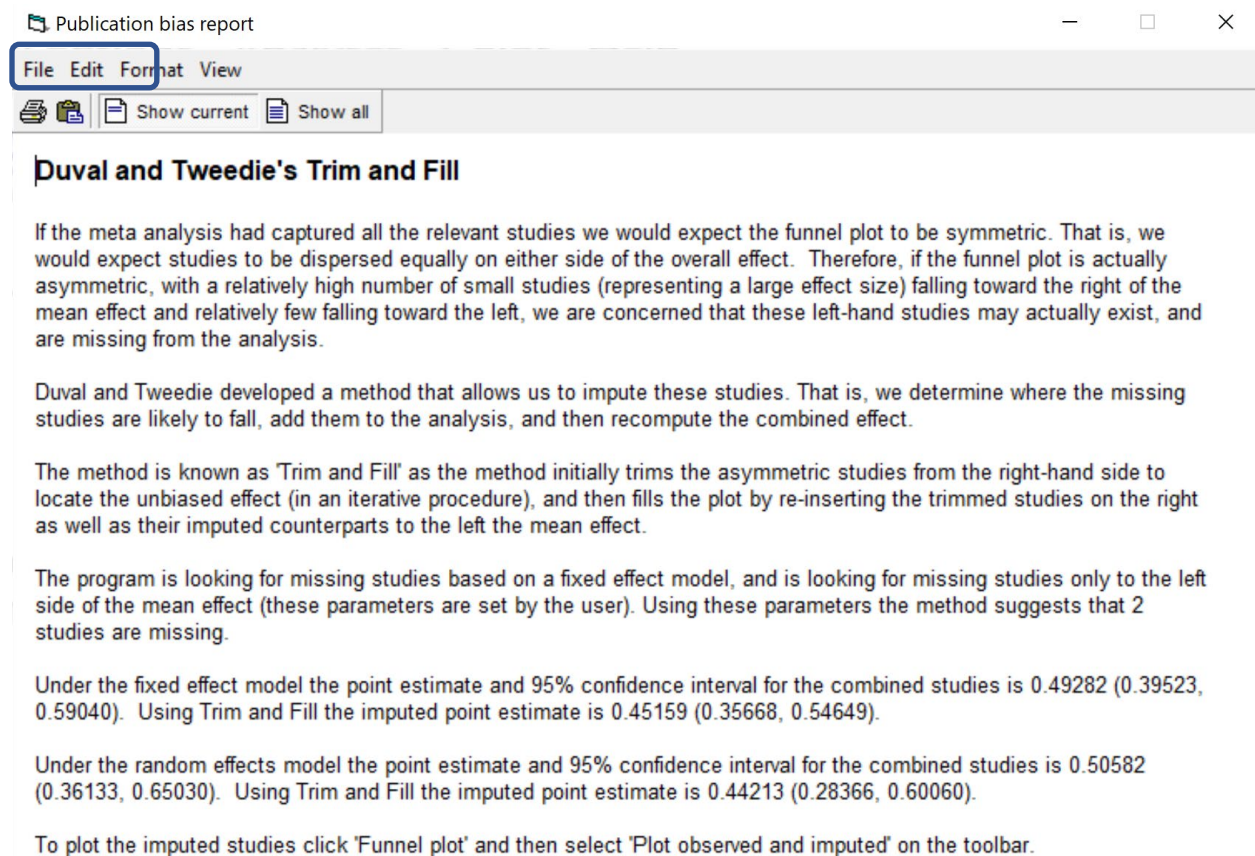 Publication bias report
File Edit Format View
Show current Show all
Duval and Tweedie's Trim and Fill
If the meta analysis had captured all the relevant studies we would expect the funnel plot to be symmetric. That is, we
would expect studies to be dispersed equally on either side of the overall effect.  Therefore, if the funnel plot is actually
asymmetric, with a relatively high number of small studies (representing a large effect size) falling toward the right of the
mean effect and relatively few falling toward the left, we are concerned that these left-hand studies may actually exist, and
are missing from the analysis.
Duval and Tweedie developed a method that allows us to impute these studies. That is, we determine where the missing
studies are likely to fall, add them to the analysis, and then recompute the combined effect.
The method is known as 'Trim and Fill' as the method initially trims the asymmetric studies from the right-hand side to
locate the unbiased effect (in an iterative procedure), and then fills the plot by re-inserting the trimmed studies on the right
as well as their imputed counterparts to the left the mean effect.
The program is looking for missing studies based on a fixed effect model, and is looking for missing studies only to the left
side of the mean effect (these parameters are set by the user). Using these parameters the method suggests that 2
studies are missing.
Under the fixed effect model the point estimate and 95% confidence interval for the combined studies is 0.49282 (0.39523,
0.59040).  Using Trim and Fill the imputed point estimate is 0.45159 (0.35668, 0.54649).
Under the random effects model the point estimate and 95% confidence interval for the combined studies is 0.50582
(0.36133, 0.65030).  Using Trim and Fill the imputed point estimate is 0.44213 (0.28366, 0.60060).
To plot the imputed studies click 'Funnel plot' and then select 'Plot observed and imputed' on the toolbar.